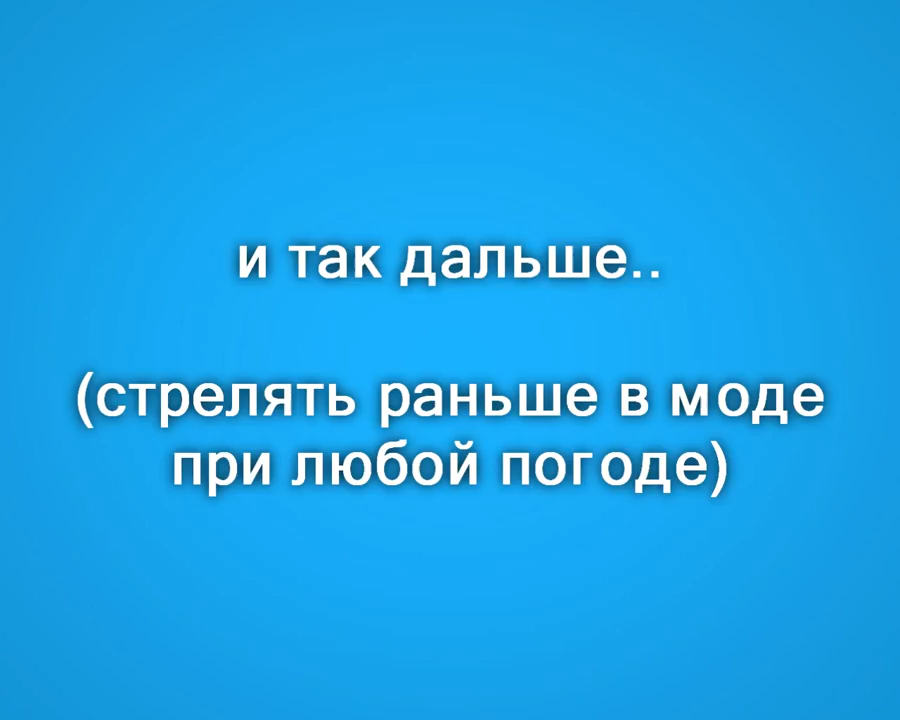 и так дальше..
(стрелять раньше в моде
при любой погоде)